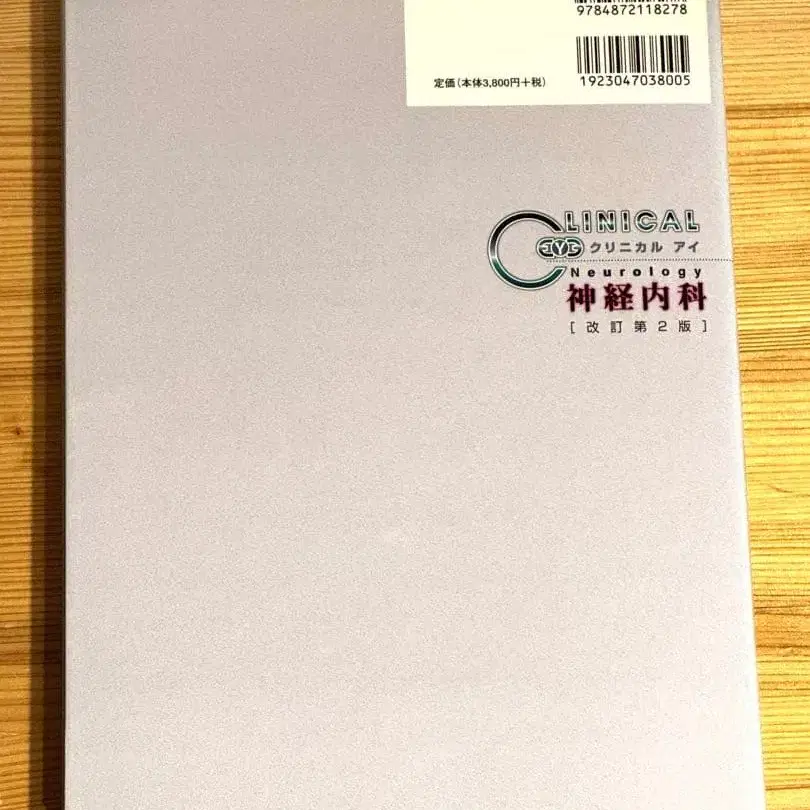 9784872118278
定価（本体3,800円＋税）
1923047038005
CLINICAL
EYE クリニカル アイ
Neurology
神経内科
［改訂第2版］